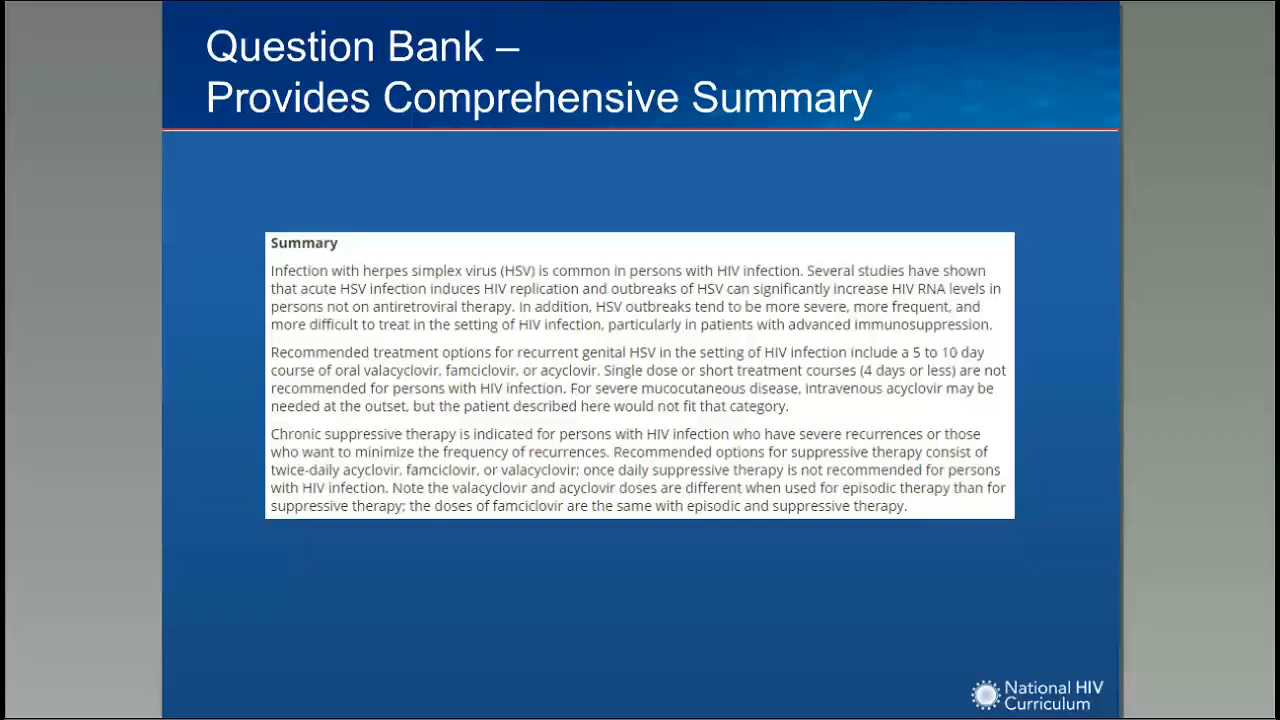 Question Bank –
Provides Comprehensive Summary
Summary
Infection with herpes simplex virus (HSV) is common in persons with HIV infection. Several studies have shown
that acute HSV infection induces HIV replication and outbreaks of HSV can significantly increase HIV RNA levels in
persons not on antiretroviral therapy. In addition, HSV outbreaks tend to be more severe, more frequent, and
more difficult to treat in the setting of HIV infection, particularly in patients with advanced immunosuppression.
Recommended treatment options for recurrent genital HSV in the setting of HIV infection include a 5 to 10 day
course of oral valacyclovir, famciclovir, or acyclovir. Single dose or short treatment courses (4 days or less) are not
recommended for persons with HIV infection. For severe mucocutaneous disease, intravenous acyclovir may be
needed at the outset, but the patient described here would not fit that category.
Chronic suppressive therapy is indicated for persons with HIV infection who have severe recurrences or those
who want to minimize the frequency of recurrences. Recommended options for suppressive therapy consist of
twice-daily acyclovir, famciclovir, or valacyclovir; once daily suppressive therapy is not recommended for persons
with HIV infection. Note the valacyclovir and acyclovir doses are different when used for episodic therapy than for
suppressive therapy; the doses of famciclovir are the same with episodic and suppressive therapy.
National HIV
Curriculum